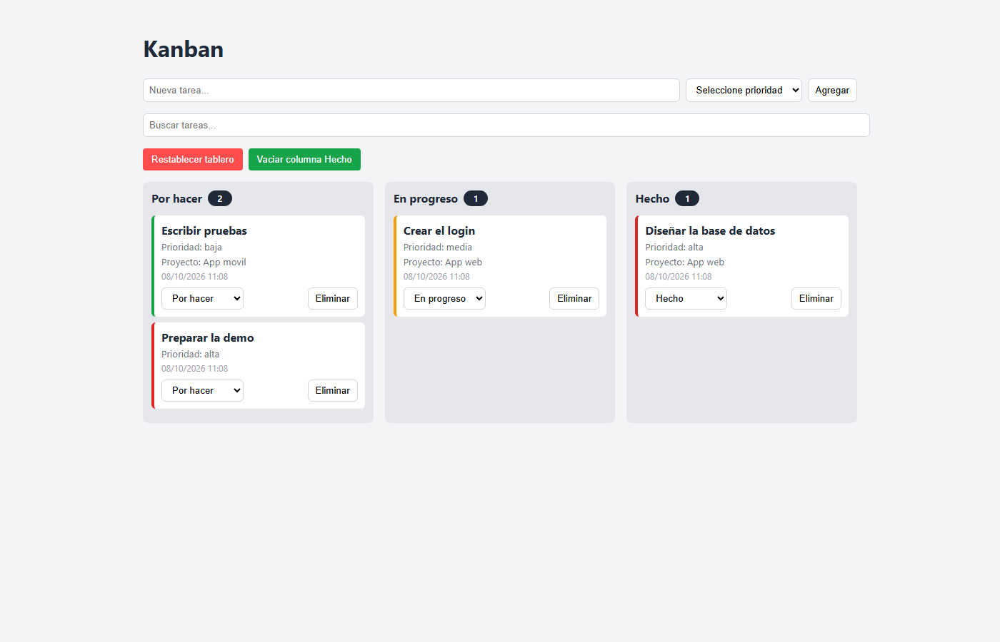 Kanban
Nueva tarea... Seleccione prioridad Agregar
Buscar tareas...
Restablecer tablero Vaciar columna Hecho
Por hacer 2
Escribir pruebas
Prioridad: baja
Proyecto: App movil
08/10/2026 11:08
Por hacer Eliminar
Preparar la demo
Prioridad: alta
08/10/2026 11:08
Por hacer Eliminar
En progreso 1
Crear el login
Prioridad: media
Proyecto: App web
08/10/2026 11:08
En progreso Eliminar
Hecho 1
Diseñar la base de datos
Prioridad: alta
Proyecto: App web
08/10/2026 11:08
Hecho Eliminar